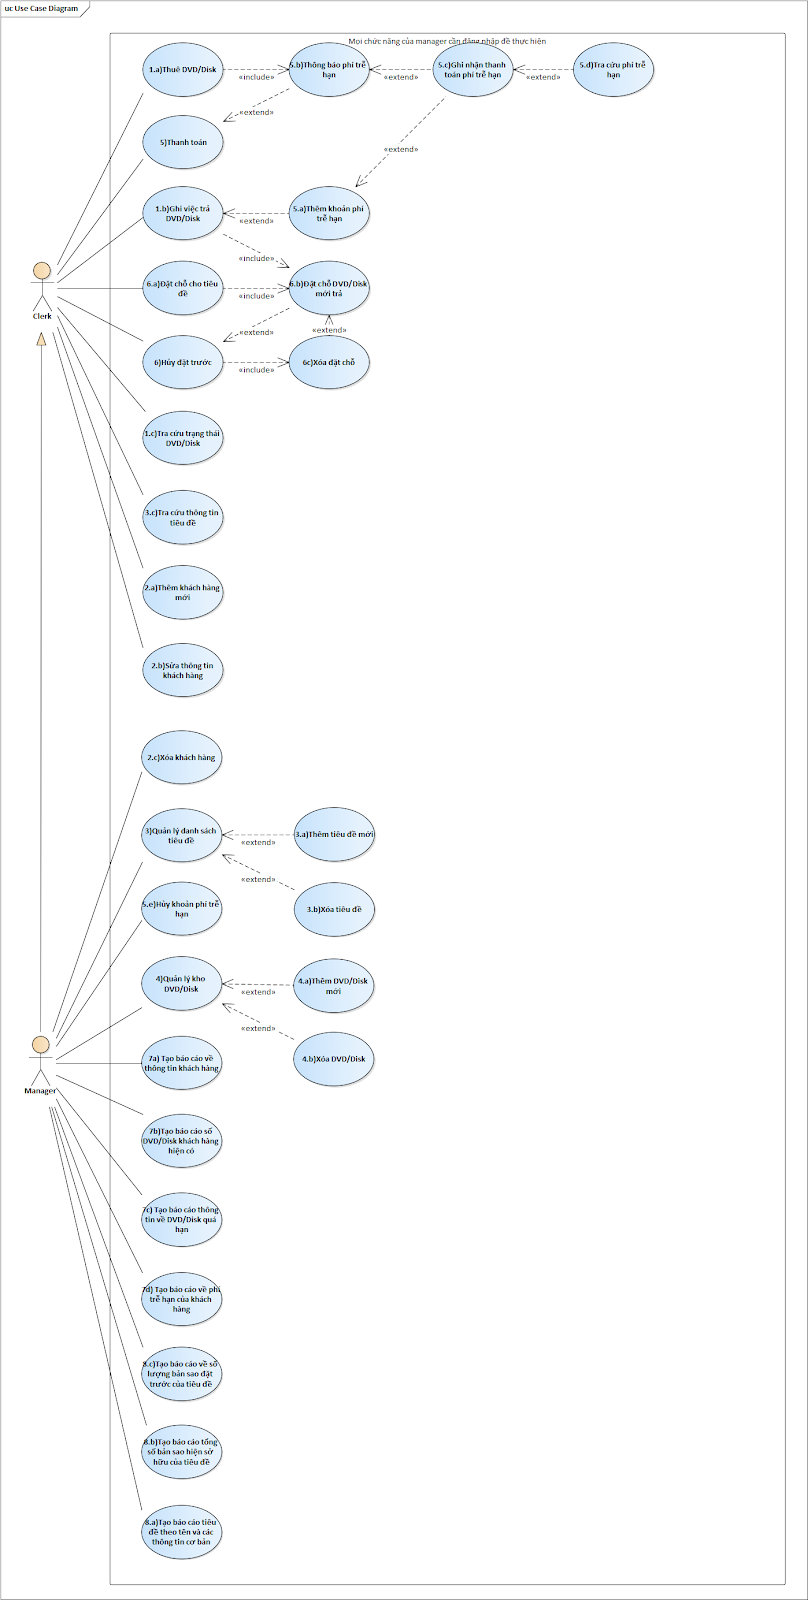 uc Use Case Diagram
Mọi chức năng của manager cần đăng nhập để thực hiện
1.a)Thuê DVD/Disk
«include»
5.b)Thông báo phí trễ
hạn
«extend»
5.c)Ghi nhận thanh
toán phí trễ hạn
«extend»
5.d)Tra cứu phí trễ
hạn
«extend»
5)Thanh toán
«extend»
1.b)Ghi việc trả
DVD/Disk
«extend»
5.a)Thêm khoản phí
trễ hạn
«include»
6.a)Đặt chỗ cho tiêu
đề
«include»
6.b)Đặt chỗ DVD/Disk
mới trả
Clerk
«extend»
«extend»
6)Hủy đặt trước
«include»
6c)Xóa đặt chỗ
1.c)Tra cứu trạng thái
DVD/Disk
3.c)Tra cứu thông tin
tiêu đề
2.a)Thêm khách hàng
mới
2.b)Sửa thông tin
khách hàng
2.c)Xóa khách hàng
3)Quản lý danh sách
tiêu đề
«extend»
3.a)Thêm tiêu đề mới
«extend»
3.b)Xóa tiêu đề
5.e)Hủy khoản phí trễ
hạn
4)Quản lý kho
DVD/Disk
«extend»
4.a)Thêm DVD/Disk
mới
«extend»
4.b)Xóa DVD/Disk
7a) Tạo báo cáo về
thông tin khách hàng
Manager
7b)Tạo báo cáo số
DVD/Disk khách hàng
hiện có
7c) Tạo báo cáo thông
tin về DVD/Disk quá
hạn
7d) Tạo báo cáo về phí
trễ hạn của khách
hàng
8.c)Tạo báo cáo về số
lượng bản sao đặt
trước của tiêu đề
8.b)Tạo báo cáo tổng
số bản sao hiện sở
hữu của tiêu đề
8.a)Tạo báo cáo tiêu
đề theo tên và các
thông tin cơ bản